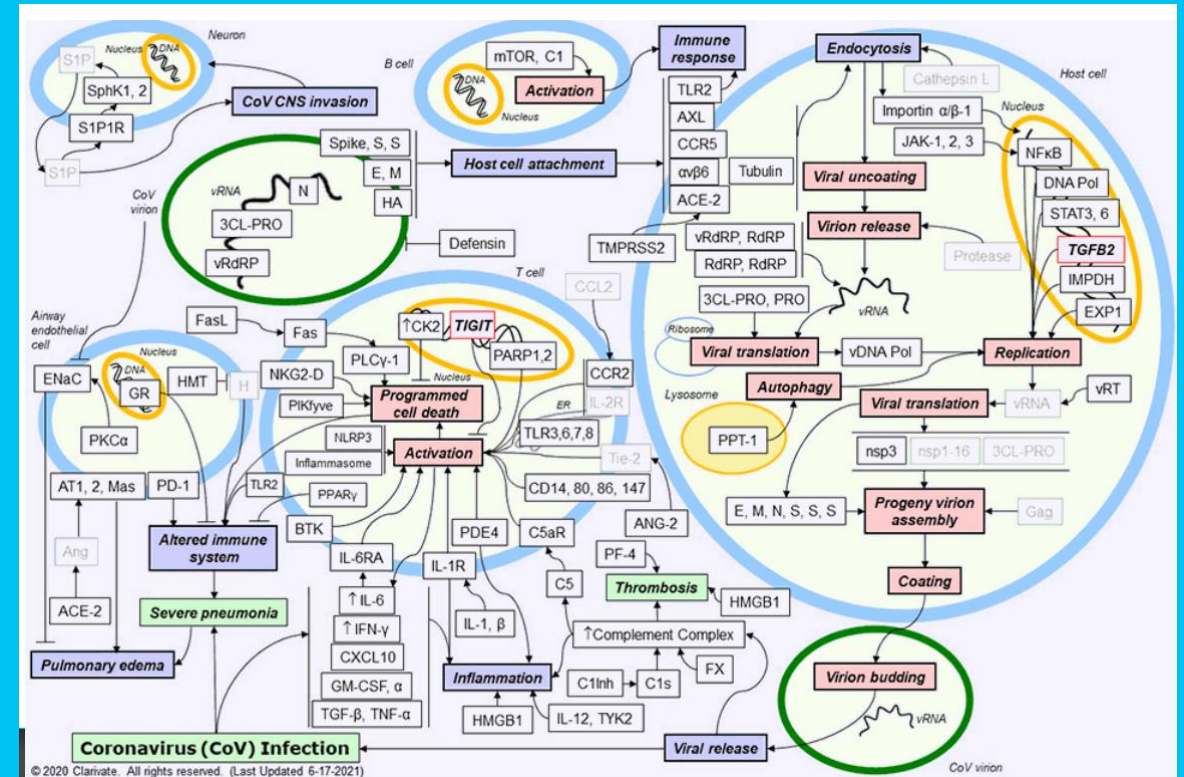 Neuron
Nucleus
DNA
S1P
SphK1, 2
S1P1R
S1P
CoV CNS invasion
B cell
mTOR, C1
DNA
Activation
Nucleus
Immune
response
TLR2
AXL
CCR5
αvβ6
ACE-2
Tubulin
TMPRSS2
Host cell attachment
Spike, S, S
E, M
HA
vRNA
N
3CL-PRO
vRdRP
CoV
virion
Defensin
Endocytosis
Host cell
Cathepsin L
Importin α/β-1
Nucleus
JAK-1, 2, 3
NFκB
DNA Pol
STAT3, 6
TGFB2
IMPDH
EXP1
Viral uncoating
Virion release
Protease
vRdRP, RdRP
RdRP, RdRP
3CL-PRO, PRO
vRNA
Ribosome
Viral translation
vDNA Pol
Replication
Autophagy
Lysosome
PPT-1
Viral translation
vRNA
vRT
nsp3
nsp1-16
3CL-PRO
E, M, N, S, S, S
Progeny virion
assembly
Gag
Coating
Virion budding
vRNA
CoV virion
T cell
CCL2
FasL
Fas
↑CK2
TIGIT
PARP1,2
PLCγ-1
Nucleus
NKG2-D
PIKfyve
Programmed
cell death
CCR2
IL-2R
ER
NLRP3
Inflammasome
Activation
TLR3,6,7,8
Tie-2
TLR2
PPARγ
CD14, 80, 86, 147
BTK
PDE4
C5aR
ANG-2
IL-6RA
IL-1R
PF-4
C5
Thrombosis
HMGB1
↑IL-6
↑IFN-γ
CXCL10
GM-CSF, α
TGF-β, TNF-α
IL-1, β
↑Complement Complex
C1Inh
C1s
FX
Inflammation
HMGB1
IL-12, TYK2
Airway
endothelial
cell
Nucleus
DNA
ENaC
GR
HMT
H
PKCα
AT1, 2, Mas
PD-1
Ang
ACE-2
Altered immune
system
Severe pneumonia
Pulmonary edema
Coronavirus (CoV) Infection
Viral release
© 2020 Clarivate. All rights reserved. (Last Updated 6-17-2021)